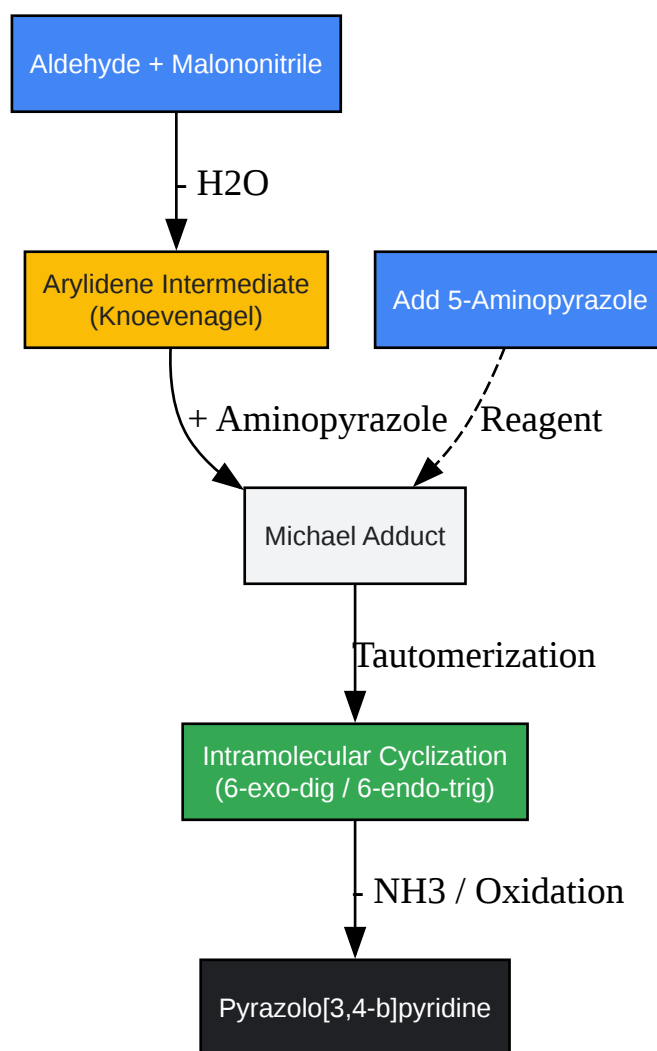 Aldehyde + Malononitrile
- H2O
Arylidene Intermediate
(Knoevenagel)
Add 5-Aminopyrazole
+ Aminopyrazole
Reagent
Michael Adduct
Tautomerization
Intramolecular Cyclization
(6-exo-dig / 6-endo-trig)
- NH3 / Oxidation
Pyrazolo[3,4-b]pyridine